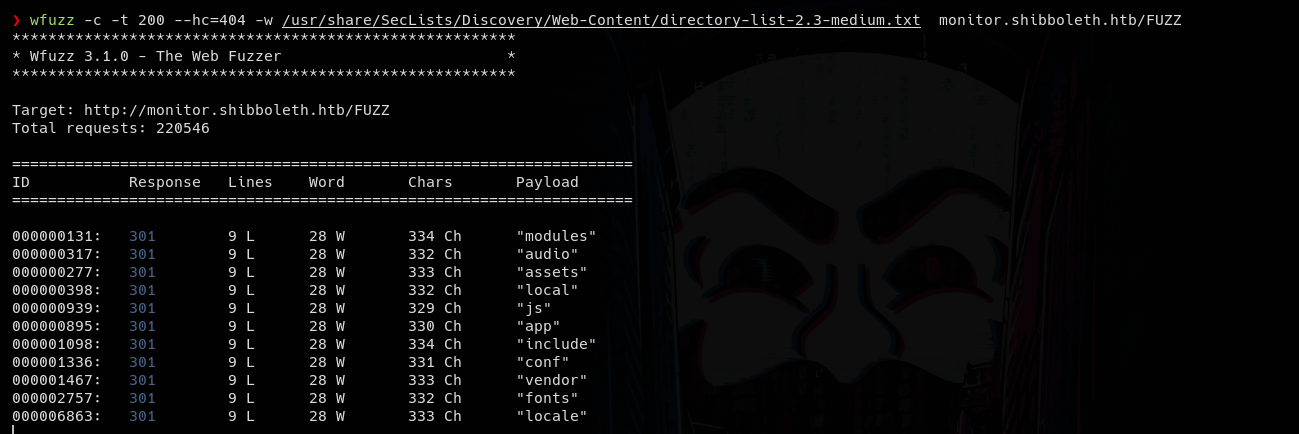 ❯ wfuzz -c -t 200 --hc=404 -w /usr/share/SecLists/Discovery/Web-Content/directory-list-2.3-medium.txt monitor.shibboleth.htb/FUZZ
********************************************************
* Wfuzz 3.1.0 - The Web Fuzzer                         *
********************************************************
Target: http://monitor.shibboleth.htb/FUZZ
Total requests: 220546
=====================================================================
ID           Response   Lines    Word       Chars       Payload
=====================================================================
000000131:   301        9 L      28 W       334 Ch      "modules"
000000317:   301        9 L      28 W       332 Ch      "audio"
000000277:   301        9 L      28 W       333 Ch      "assets"
000000398:   301        9 L      28 W       332 Ch      "local"
000000939:   301        9 L      28 W       329 Ch      "js"
000000895:   301        9 L      28 W       330 Ch      "app"
000001098:   301        9 L      28 W       334 Ch      "include"
000001336:   301        9 L      28 W       331 Ch      "conf"
000001467:   301        9 L      28 W       333 Ch      "vendor"
000002757:   301        9 L      28 W       332 Ch      "fonts"
000006863:   301        9 L      28 W       333 Ch      "locale"